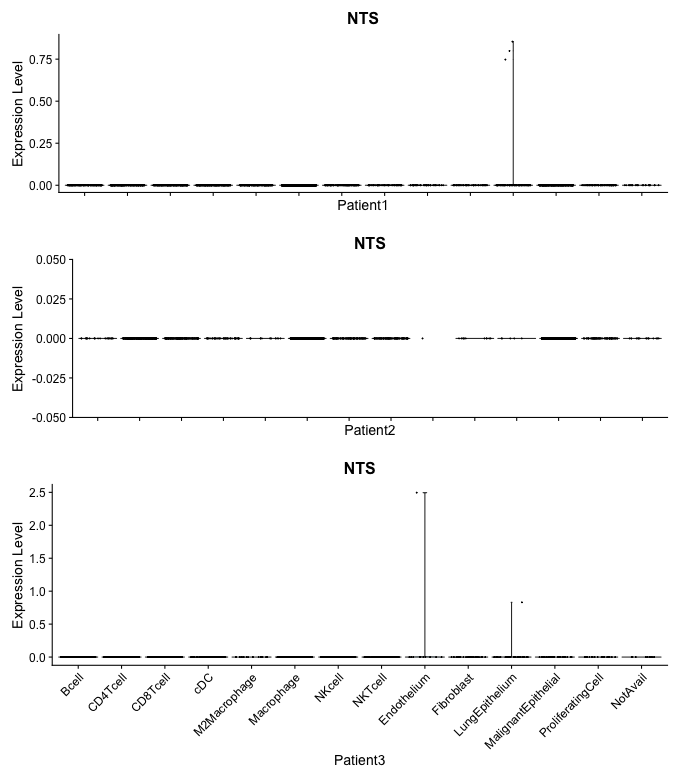 NTS
Expression Level
0.75
0.50
0.25
0.00
Patient1
NTS
Expression Level
0.050
0.025
0.000
-0.025
-0.050
Patient2
NTS
Expression Level
2.5
2.0
1.5
1.0
0.5
0.0
Bcell
CD4Tcell
CD8Tcell
cDC
M2Macrophage
Macrophage
NKcell
NKTcell
Endothelium
Fibroblast
LungEpithelium
MalignantEpithelial
ProliferatingCell
NotAvail
Patient3